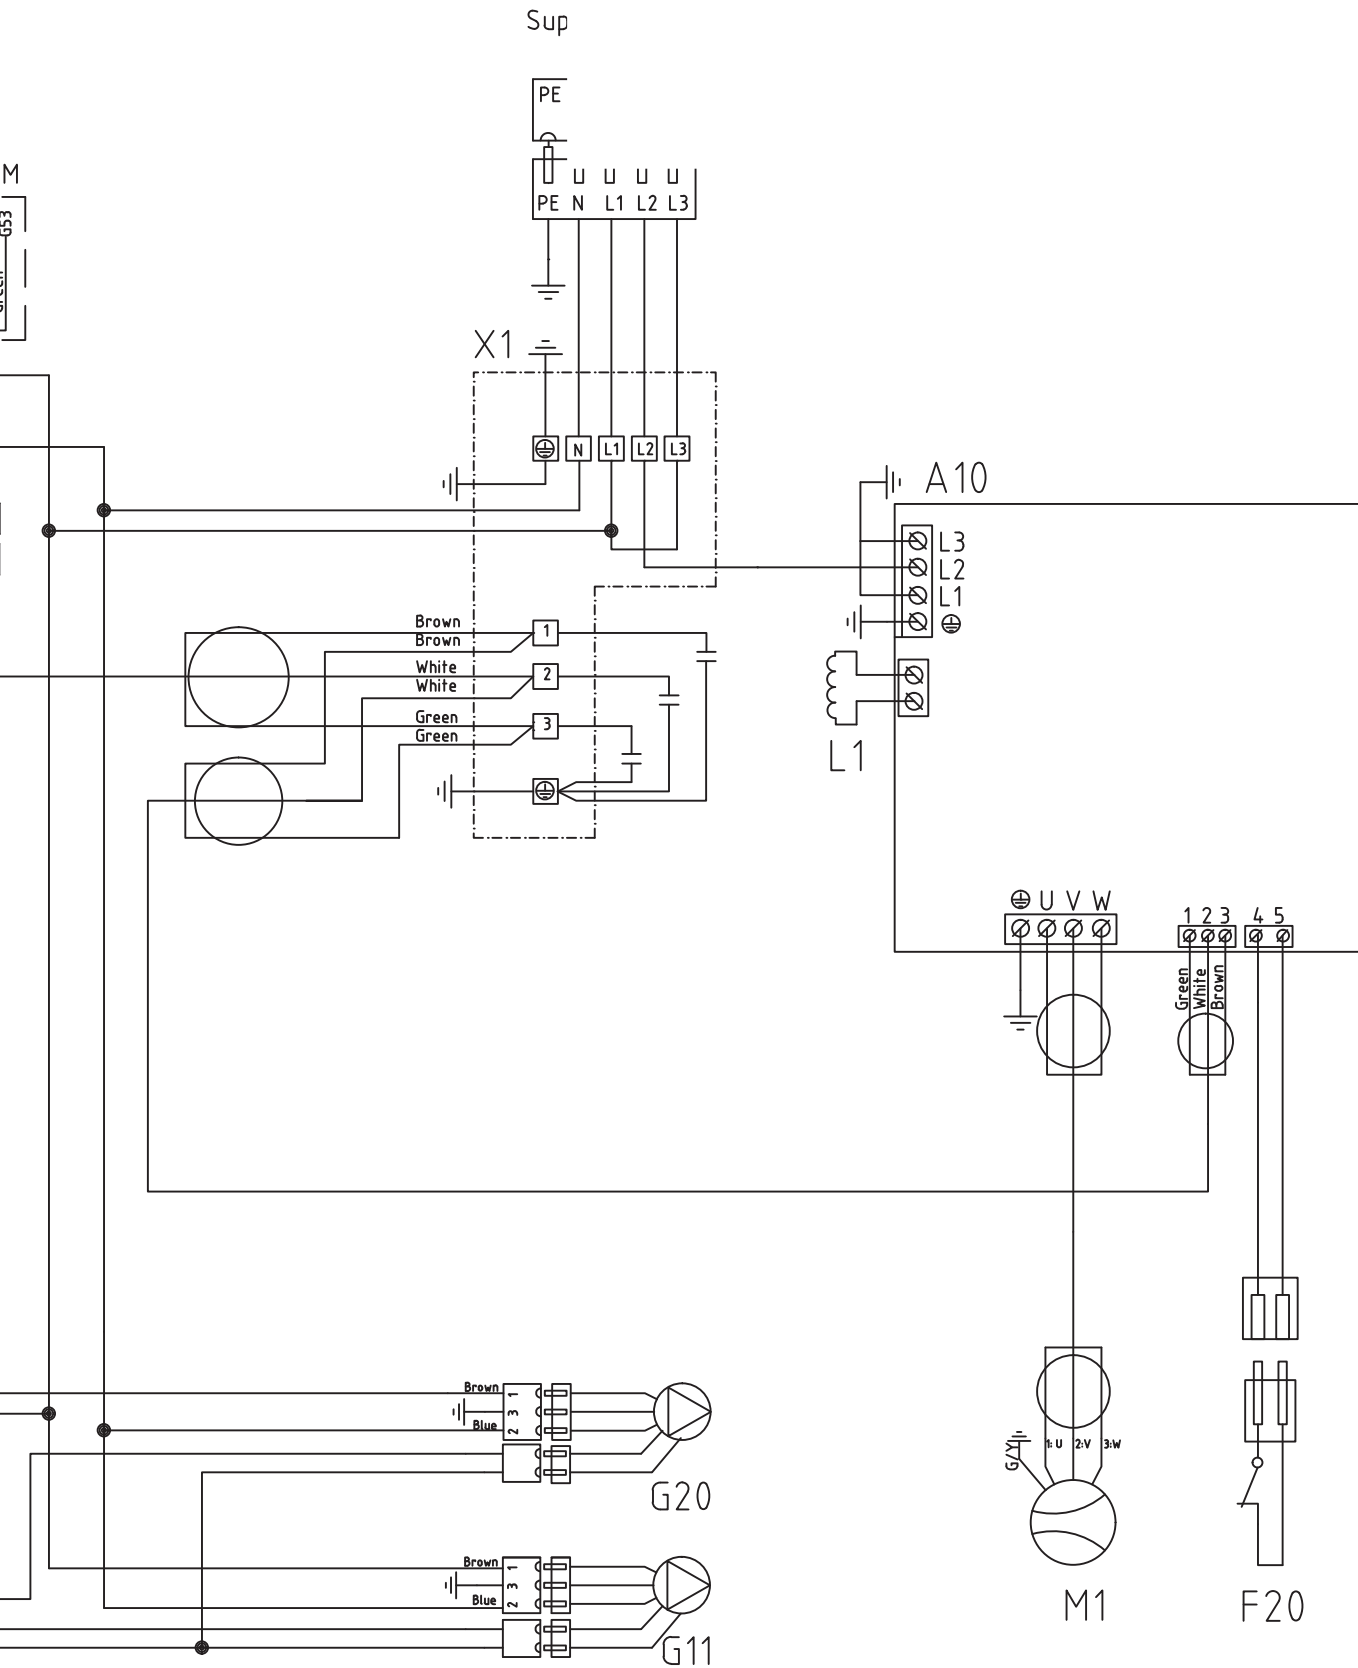 Sup
PE
M
G53
PE N L1 L2 L3
X1
N L1 L2 L3
A10
L3
L2
L1
Brown
Brown
1
White
White
2
Green
Green
3
L1
U V W
1 2 3 4 5
Green
White
Brown
Brown
1
3
Blue
2
G20
G/Y
1: U 2:V 3:W
Brown
1
3
Blue
2
G11
M1
F20